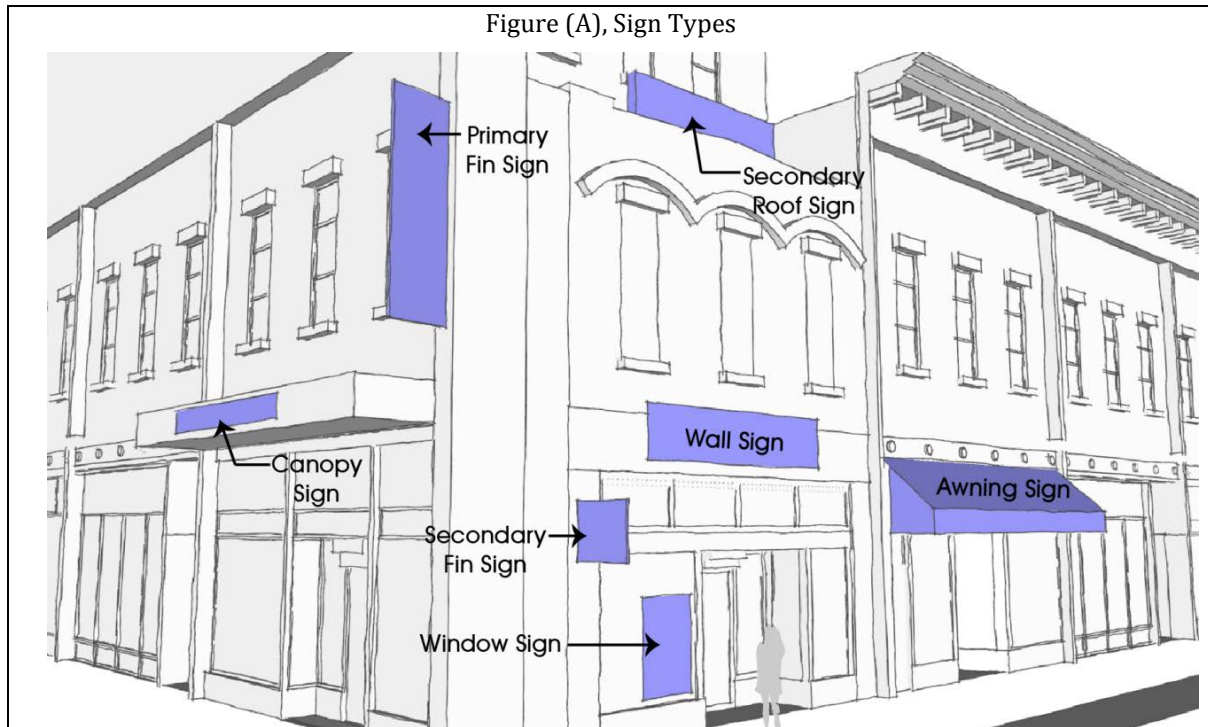 Figure (A), Sign Types
Primary
Fin Sign
Secondary
Roof Sign
Canopy
Sign
Wall Sign
Awning Sign
Secondary
Fin Sign
Window Sign